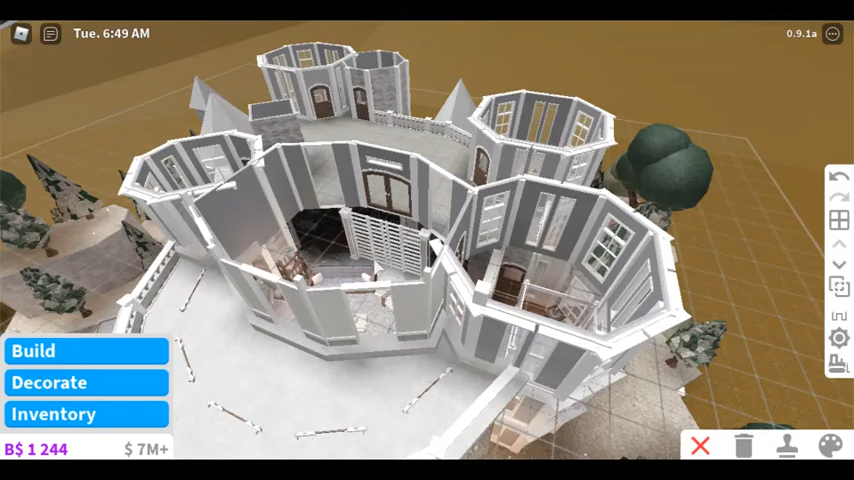 Tue. 6:49 AM
0.9.1a
Build
Decorate
Inventory
B$ 1 244
$ 7M+